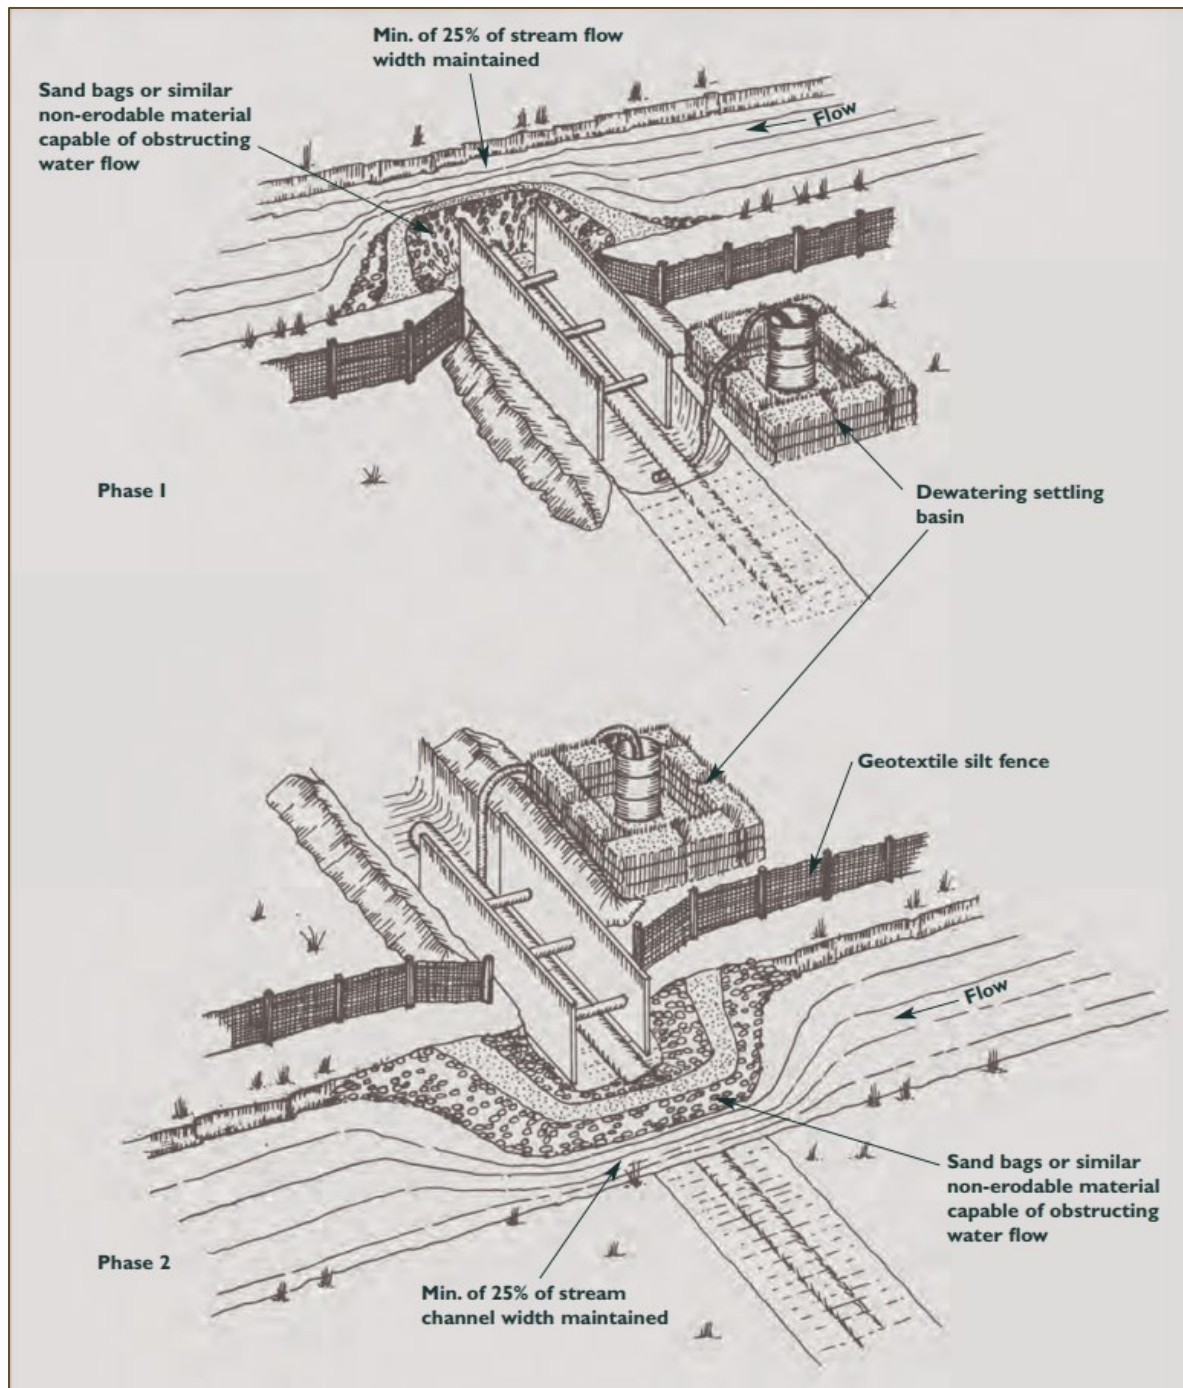 Min. of 25% of stream flow
width maintained
Sand bags or similar
non-erodable material
capable of obstructing
water flow
Flow
Phase 1
Dewatering settling
basin
Geotextile silt fence
Flow
Sand bags or similar
non-erodable material
capable of obstructing
water flow
Phase 2
Min. of 25% of stream
channel width maintained